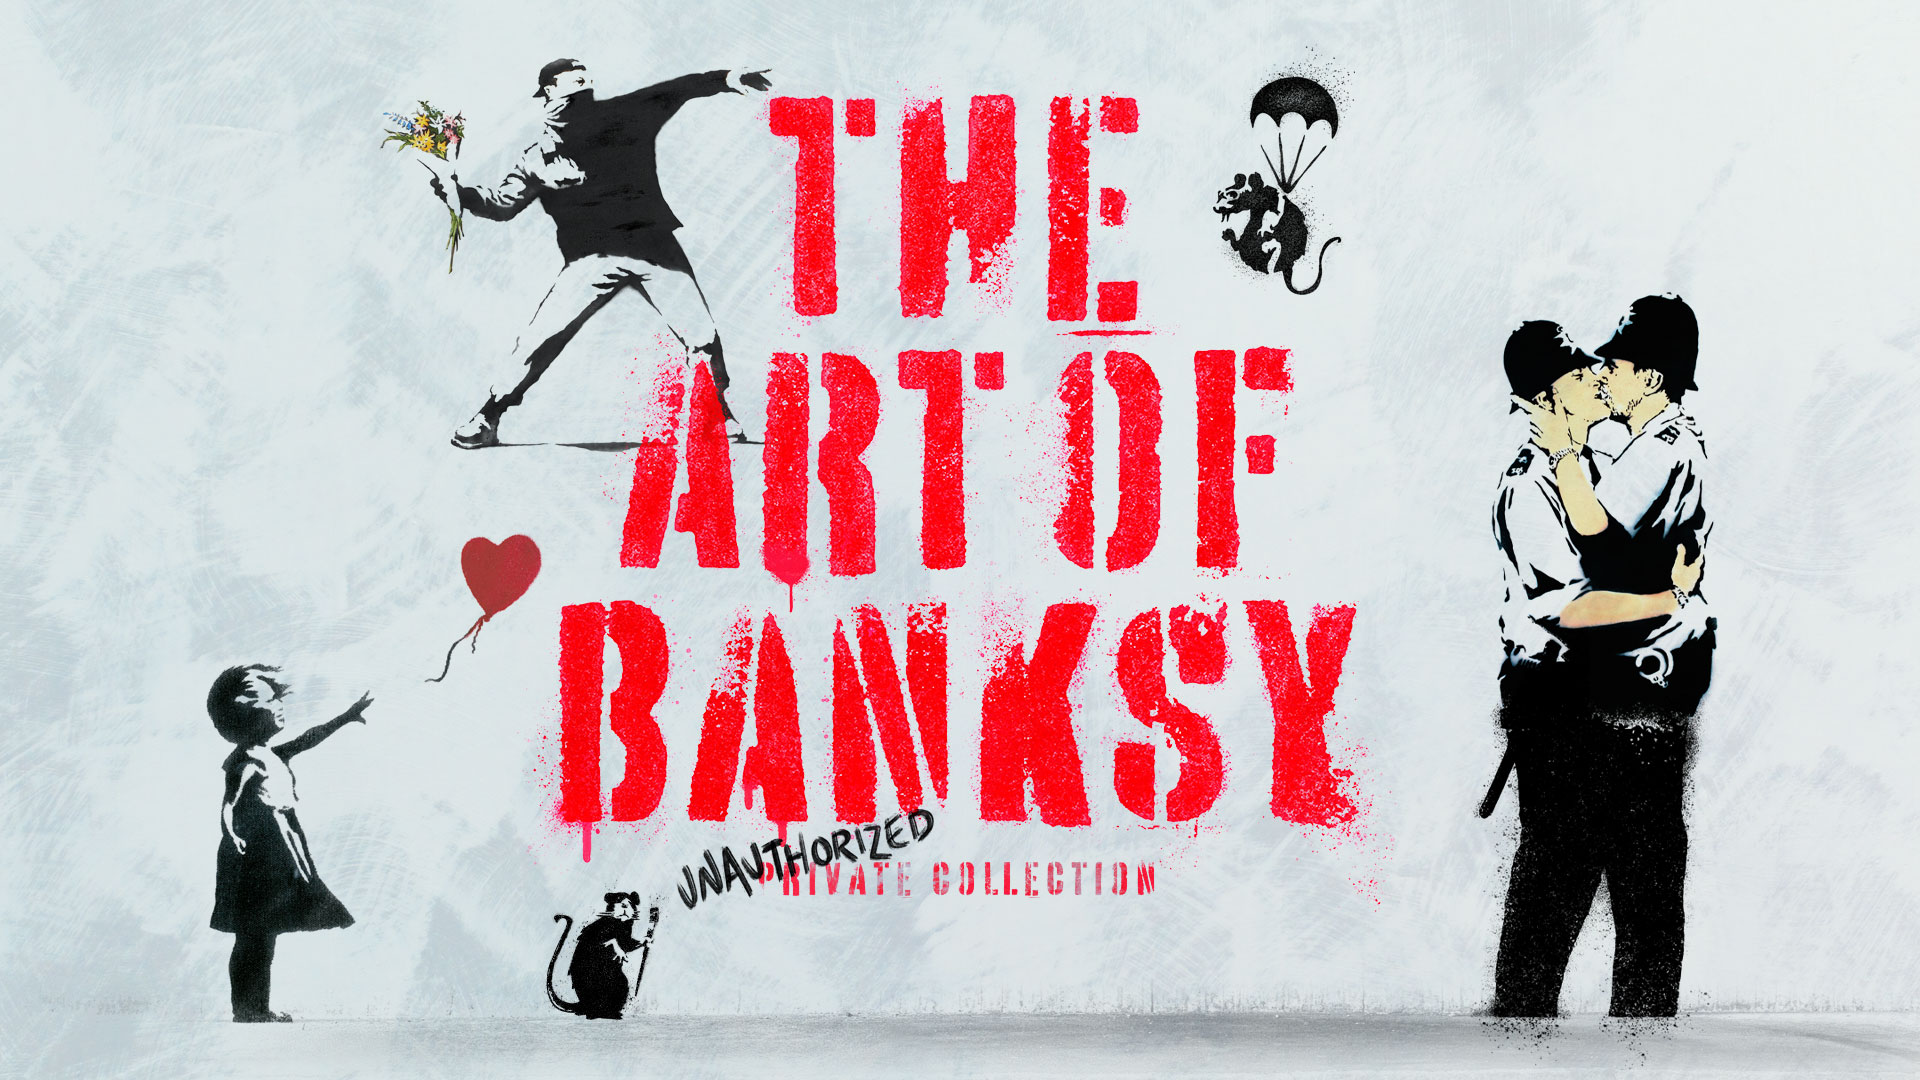 THE
ART OF
BANKSY
UNAUTHORIZED
PRIVATE COLLECTION